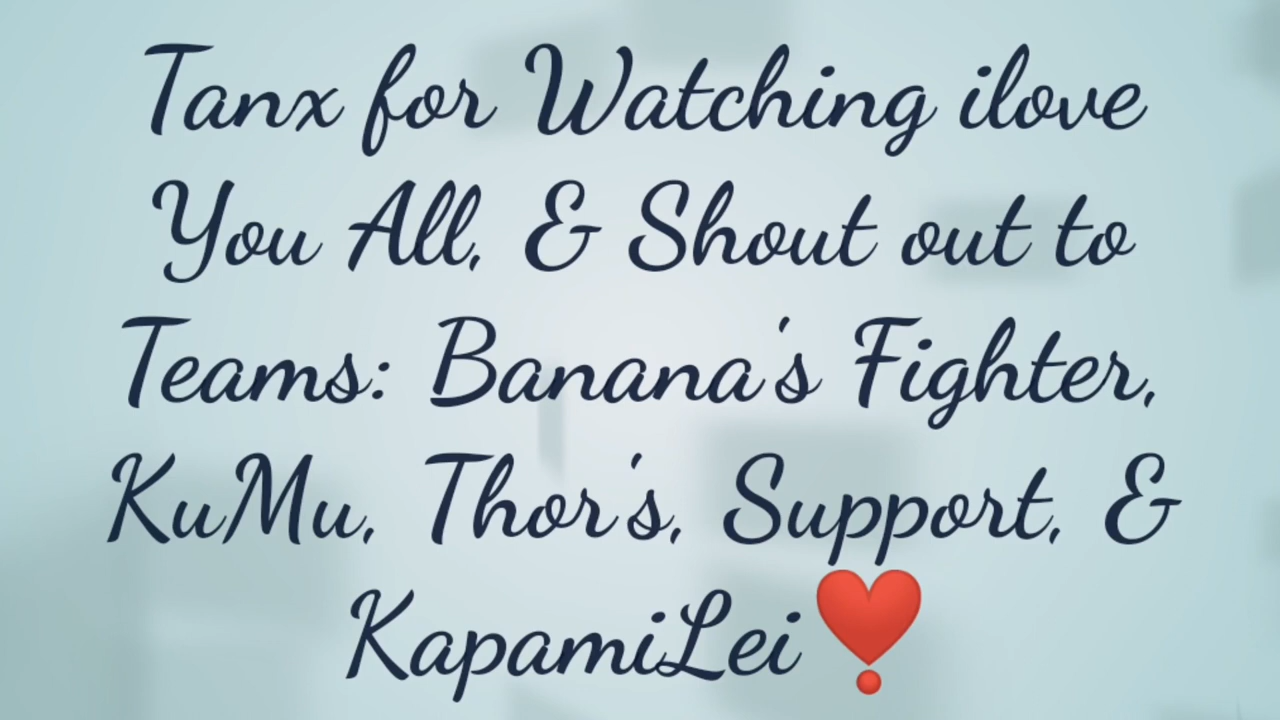 Tanx for Watching ilove
You All, & Shout out to
Teams: Banana's Fighter,
KuMu, Thor's, Support, &
KapamiLei❣️